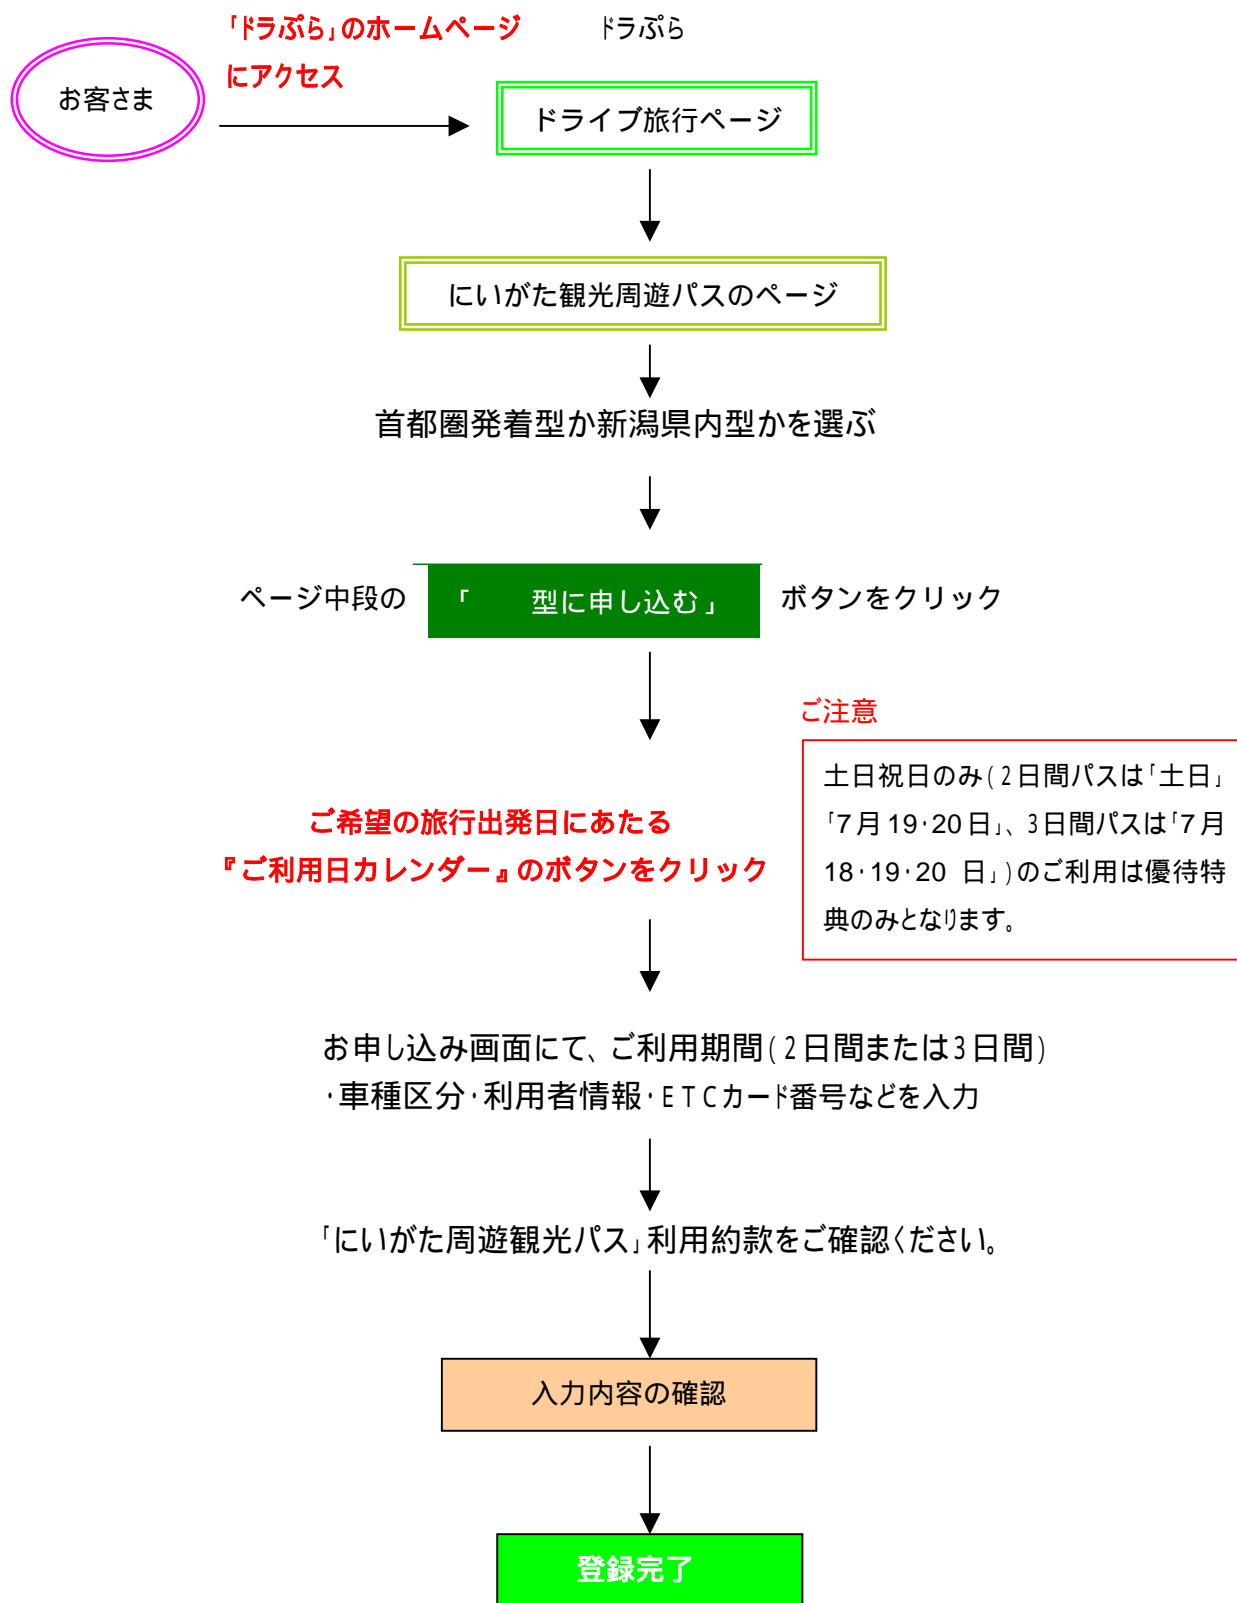 「ドラぷら」のホームページ
にアクセス
ドラぷら
お客さま
ドライブ旅行ページ
にいがた観光周遊パスのページ
首都圏発着型か新潟県内型かを選ぶ
ページ中段の 「　　型に申し込む」 ボタンをクリック
ご注意
土日祝日のみ(2日間パスは「土日」
「7月19・20日」、3日間パスは「7月
18・19・20 日」)のご利用は優待特
典のみとなります。
ご希望の旅行出発日にあたる
『ご利用日カレンダー』のボタンをクリック
お申し込み画面にて、ご利用期間(2日間または3日間)
・車種区分・利用者情報・ETCカード番号などを入力
「にいがた周遊観光パス」利用約款をご確認ください。
入力内容の確認
登録完了